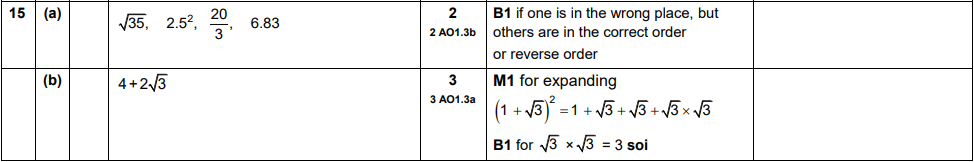 15 (a) √35, 2.5², 20/3, 6.83 2 B1 if one is in the wrong place, but
2 AO1.3b others are in the correct order
or reverse order
(b) 4+2√3 3 M1 for expanding
3 AO1.3a (1 + √3)² = 1 + √3 + √3 + √3 × √3
B1 for √3 × √3 = 3 soi